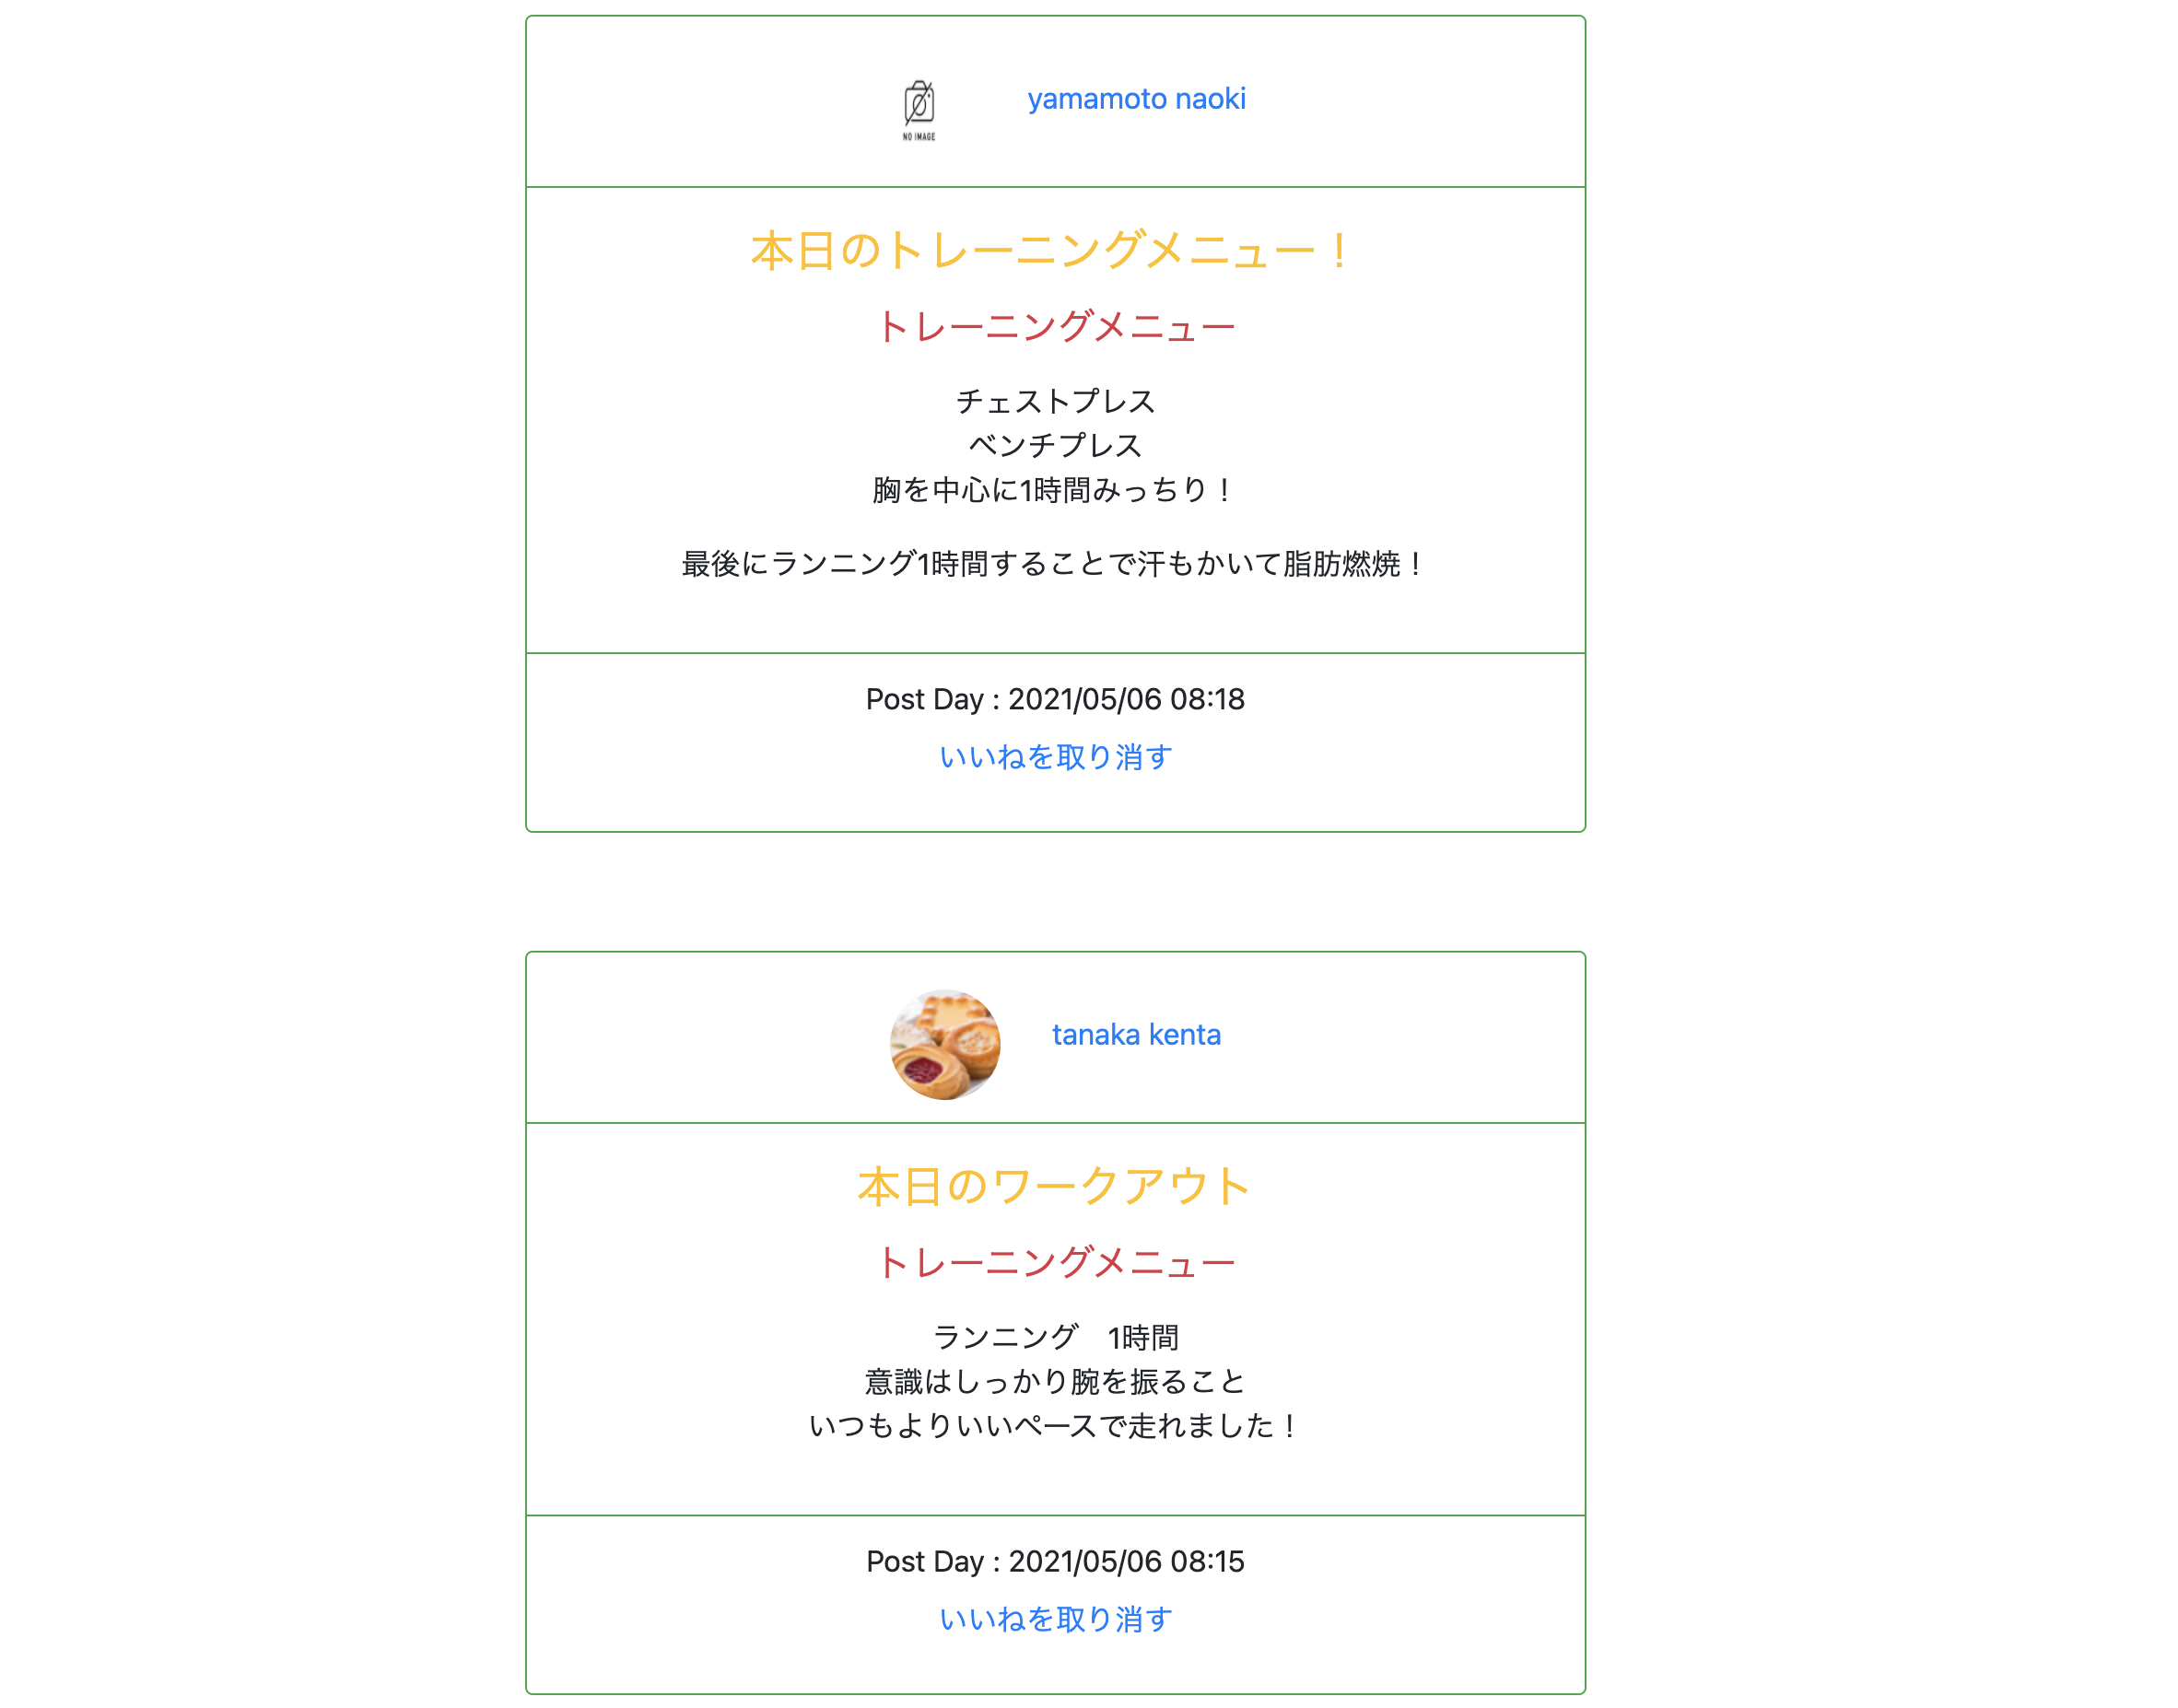 NO IMAGE
yamamoto naoki
本日のトレーニングメニュー！
トレーニングメニュー
チェストプレス
ベンチプレス
胸を中心に1時間みっちり！
最後にランニング1時間することで汗もかいて脂肪燃焼！
Post Day : 2021/05/06 08:18
いいねを取り消す
tanaka kenta
本日のワークアウト
トレーニングメニュー
ランニング　1時間
意識はしっかり腕を振ること
いつもよりいいペースで走れました！
Post Day : 2021/05/06 08:15
いいねを取り消す